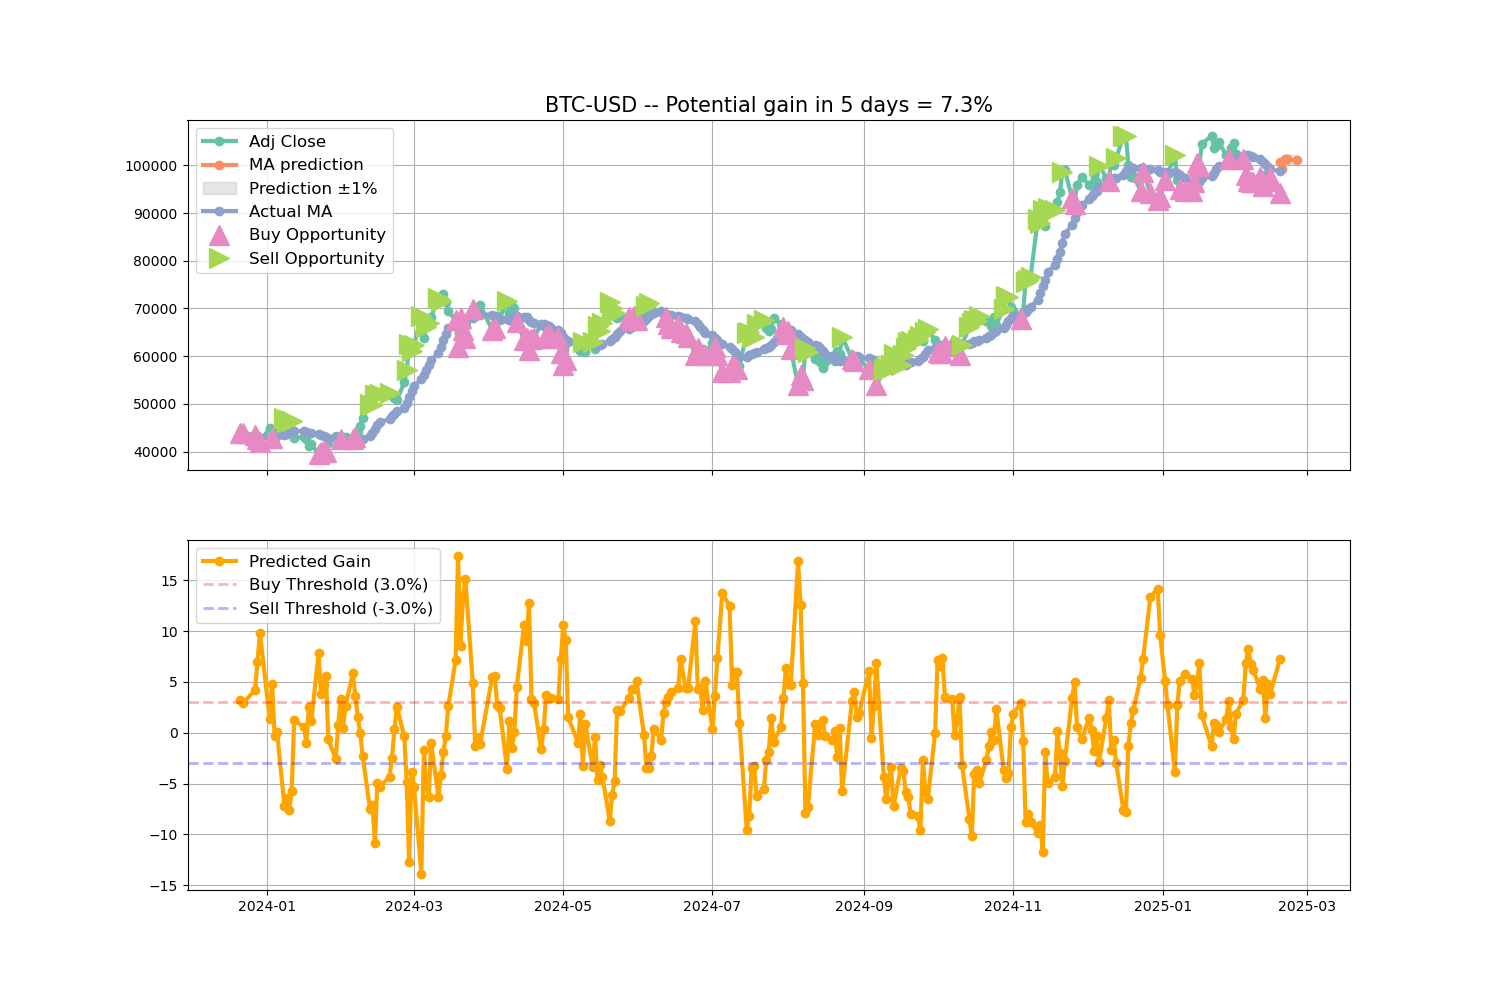 BTC-USD -- Potential gain in 5 days = 7.3%
Adj Close
MA prediction
Prediction ±1%
Actual MA
Buy Opportunity
Sell Opportunity
100000
90000
80000
70000
60000
50000
40000
Predicted Gain
Buy Threshold (3.0%)
Sell Threshold (-3.0%)
15
10
5
0
−5
−10
−15
2024-01 2024-03 2024-05 2024-07 2024-09 2024-11 2025-01 2025-03